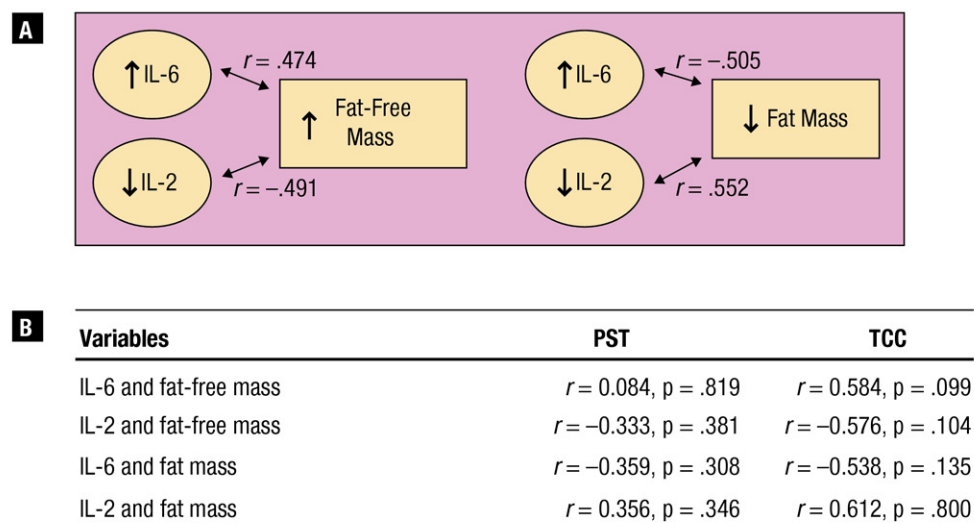 A
↑ IL-6
r = .474
↑ Fat-Free
Mass
↓ IL-2
r = –.491
↑ IL-6
r = –.505
↓ Fat Mass
↓ IL-2
r = .552
B
Variables PST TCC
IL-6 and fat-free mass r = 0.084, p = .819 r = 0.584, p = .099
IL-2 and fat-free mass r = –0.333, p = .381 r = –0.576, p = .104
IL-6 and fat mass r = –0.359, p = .308 r = –0.538, p = .135
IL-2 and fat mass r = 0.356, p = .346 r = 0.612, p = .800